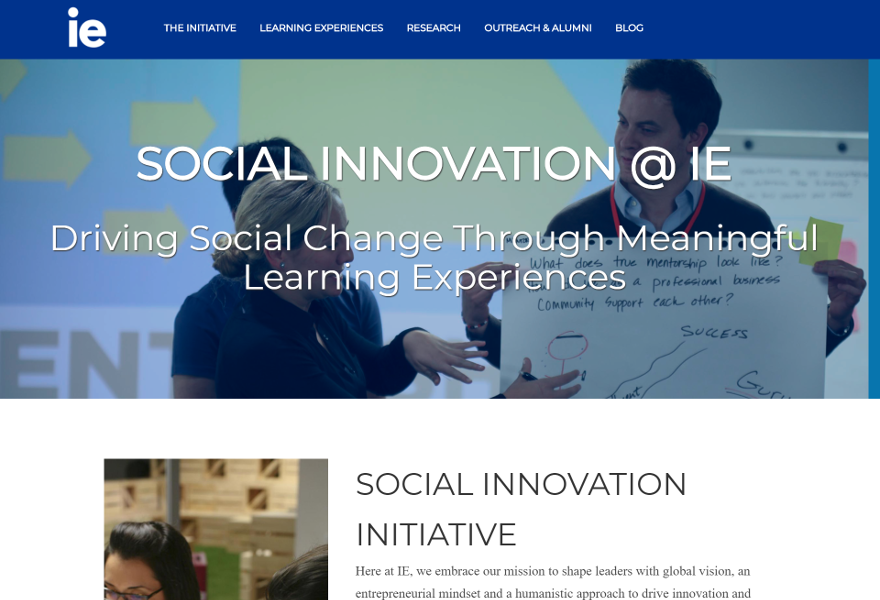 ie
THE INITIATIVE
LEARNING EXPERIENCES
RESEARCH
OUTREACH & ALUMNI
BLOG
SOCIAL INNOVATION @ IE
Driving Social Change Through Meaningful
Learning Experiences
What does true mentorship look like?
a professional business
Community support each other?
SUCCESS
ENT
SOCIAL INNOVATION
INITIATIVE
Here at IE, we embrace our mission to shape leaders with global vision, an
entrepreneurial mindset and a humanistic approach to drive innovation and